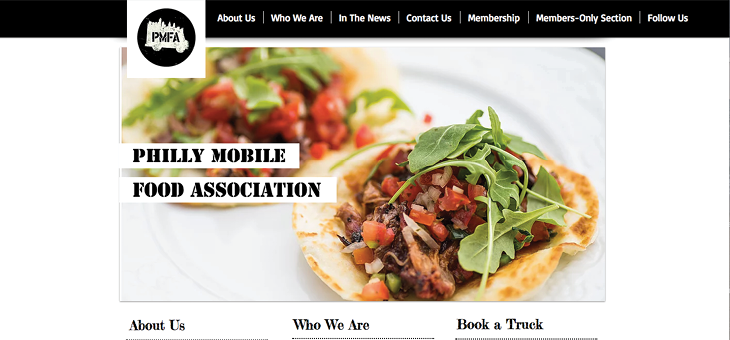 PMFA
About Us
Who We Are
In The News
Contact Us
Membership
Members-Only Section
Follow Us
PHILLY MOBILE
FOOD ASSOCIATION
About Us
Who We Are
Book a Truck